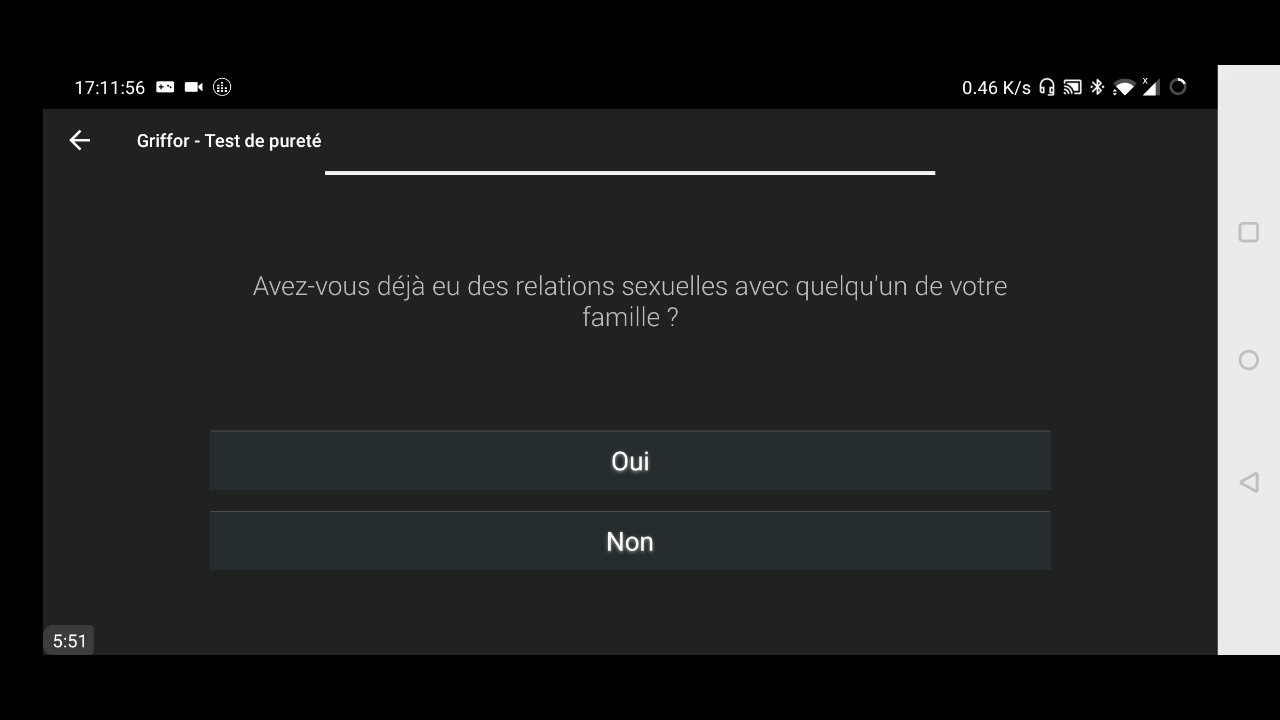 17:11:56
0.46 K/s
Griffor - Test de pureté
Avez-vous déjà eu des relations sexuelles avec quelqu'un de votre
famille ?
Oui
Non
5:51